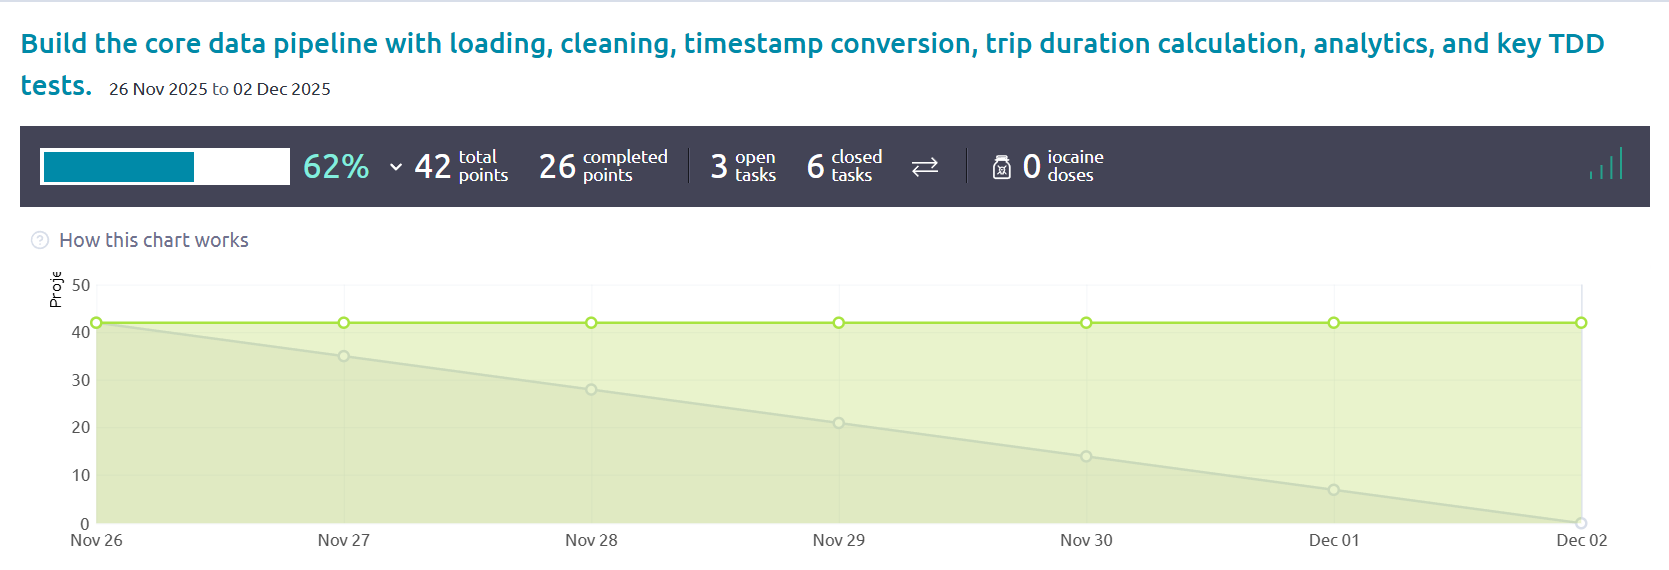 Build the core data pipeline with loading, cleaning, timestamp conversion, trip duration calculation, analytics, and key TDD
tests. 26 Nov 2025 to 02 Dec 2025
62% 42 total points 26 completed points 3 open tasks 6 closed tasks 0 iocaine doses
How this chart works
Proje
50
40
30
20
10
0
Nov 26 Nov 27 Nov 28 Nov 29 Nov 30 Dec 01 Dec 02